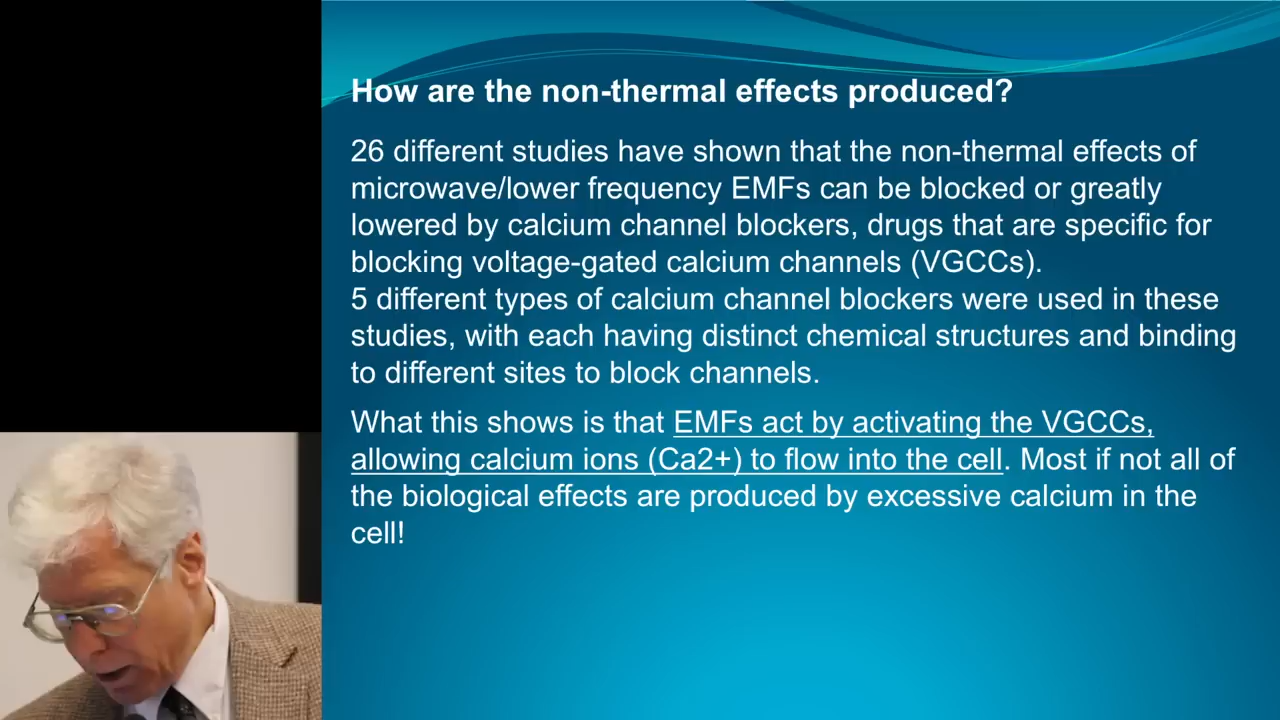 How are the non-thermal effects produced?
26 different studies have shown that the non-thermal effects of
microwave/lower frequency EMFs can be blocked or greatly
lowered by calcium channel blockers, drugs that are specific for
blocking voltage-gated calcium channels (VGCCs).
5 different types of calcium channel blockers were used in these
studies, with each having distinct chemical structures and binding
to different sites to block channels.
What this shows is that EMFs act by activating the VGCCs,
allowing calcium ions (Ca2+) to flow into the cell. Most if not all of
the biological effects are produced by excessive calcium in the
cell!